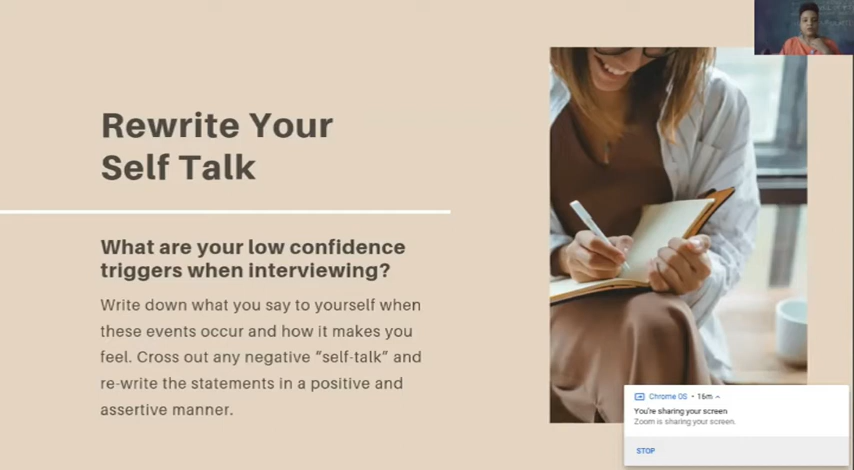 Rewrite Your
Self Talk
What are your low confidence
triggers when interviewing?
Write down what you say to yourself when
these events occur and how it makes you
feel. Cross out any negative “self-talk” and
re-write the statements in a positive and
assertive manner.
Chrome OS • 16m
You're sharing your screen
Zoom is sharing your screen.
STOP